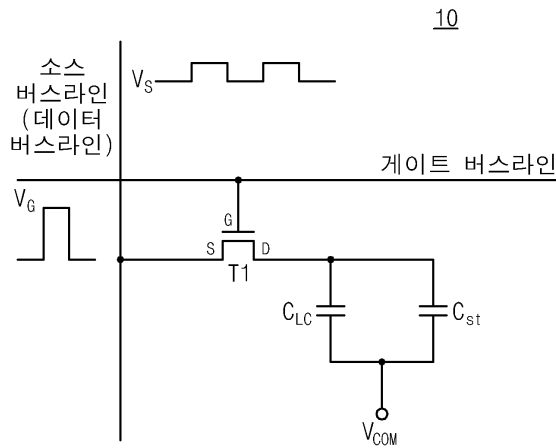 10
소스
버스라인
(데이터
버스라인)
V_S
게이트 버스라인
V_G
G
S
D
T1
C_LC
C_st
V_COM